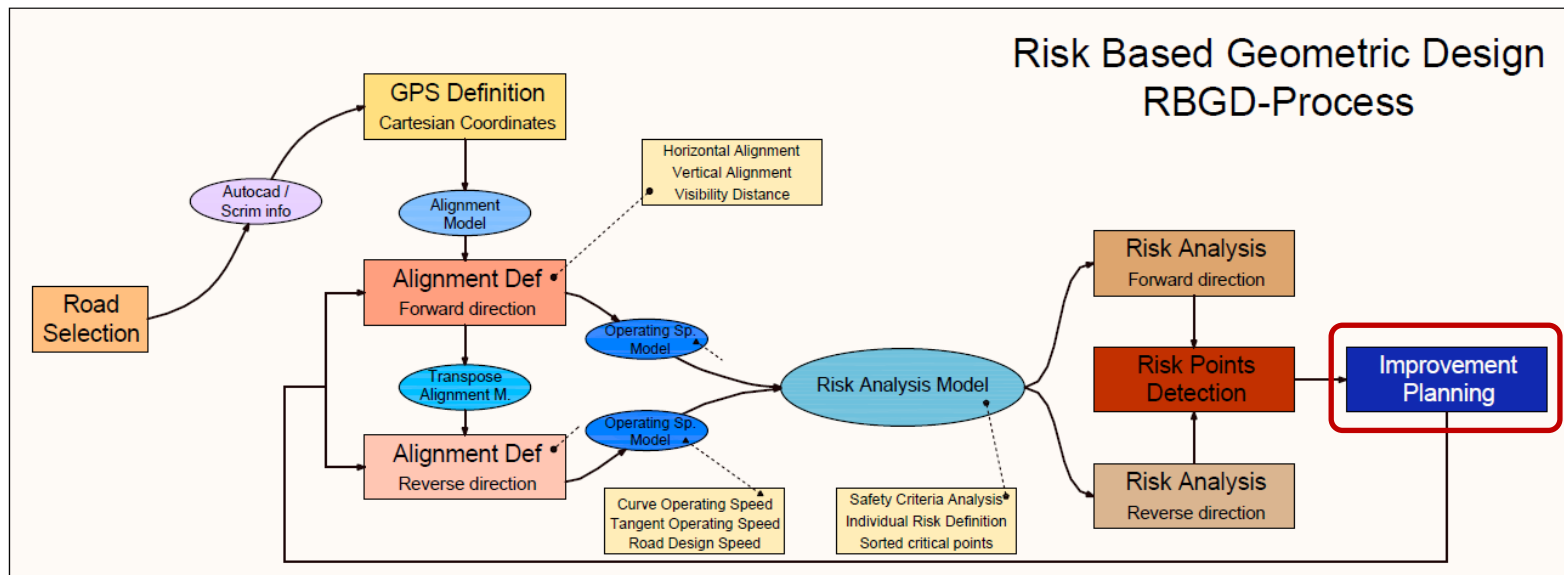 Risk Based Geometric Design
RBGD-Process
GPS Definition
Cartesian Coordinates
Autocad /
Scrim info
Alignment
Model
Horizontal Alignment
Vertical Alignment
Visibility Distance
Road
Selection
Alignment Def
Forward direction
Operating Sp.
Model
Transpose
Alignment M.
Alignment Def
Reverse direction
Operating Sp.
Model
Curve Operating Speed
Tangent Operating Speed
Road Design Speed
Risk Analysis Model
Safety Criteria Analysis
Individual Risk Definition
Sorted critical points
Risk Analysis
Forward direction
Risk Points
Detection
Risk Analysis
Reverse direction
Improvement
Planning